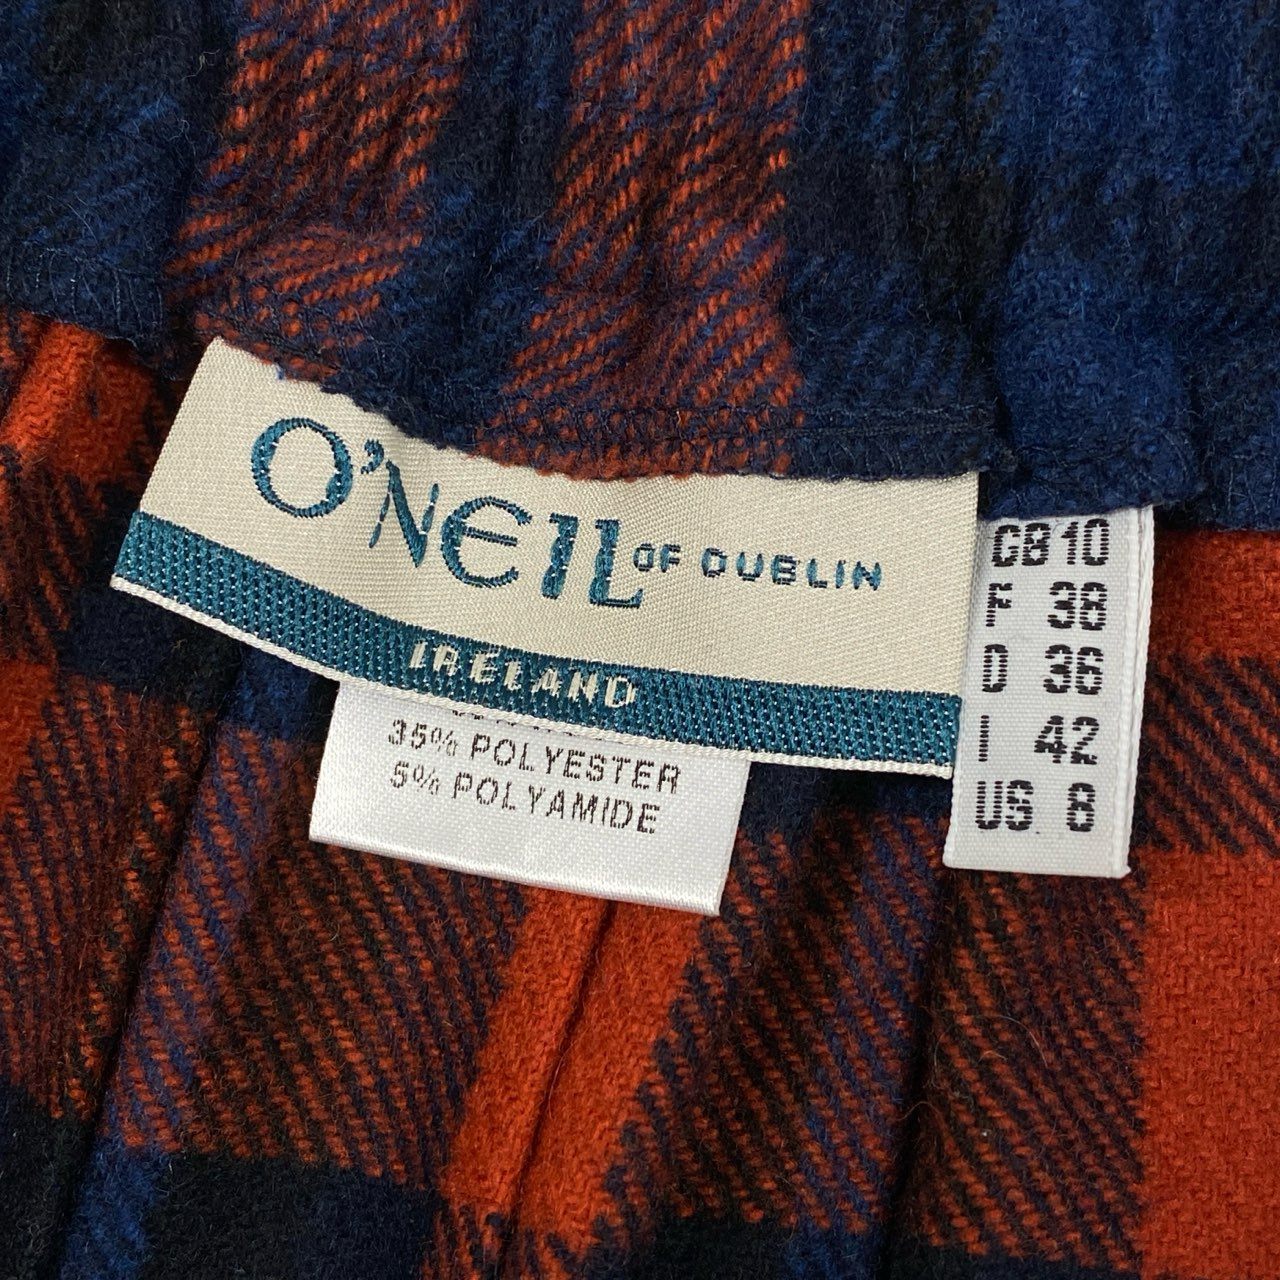 O'NEIL OF DUBLIN
IRELAND
35% POLYESTER
5% POLYAMIDE
GB 10
F 38
D 36
I 42
US 8